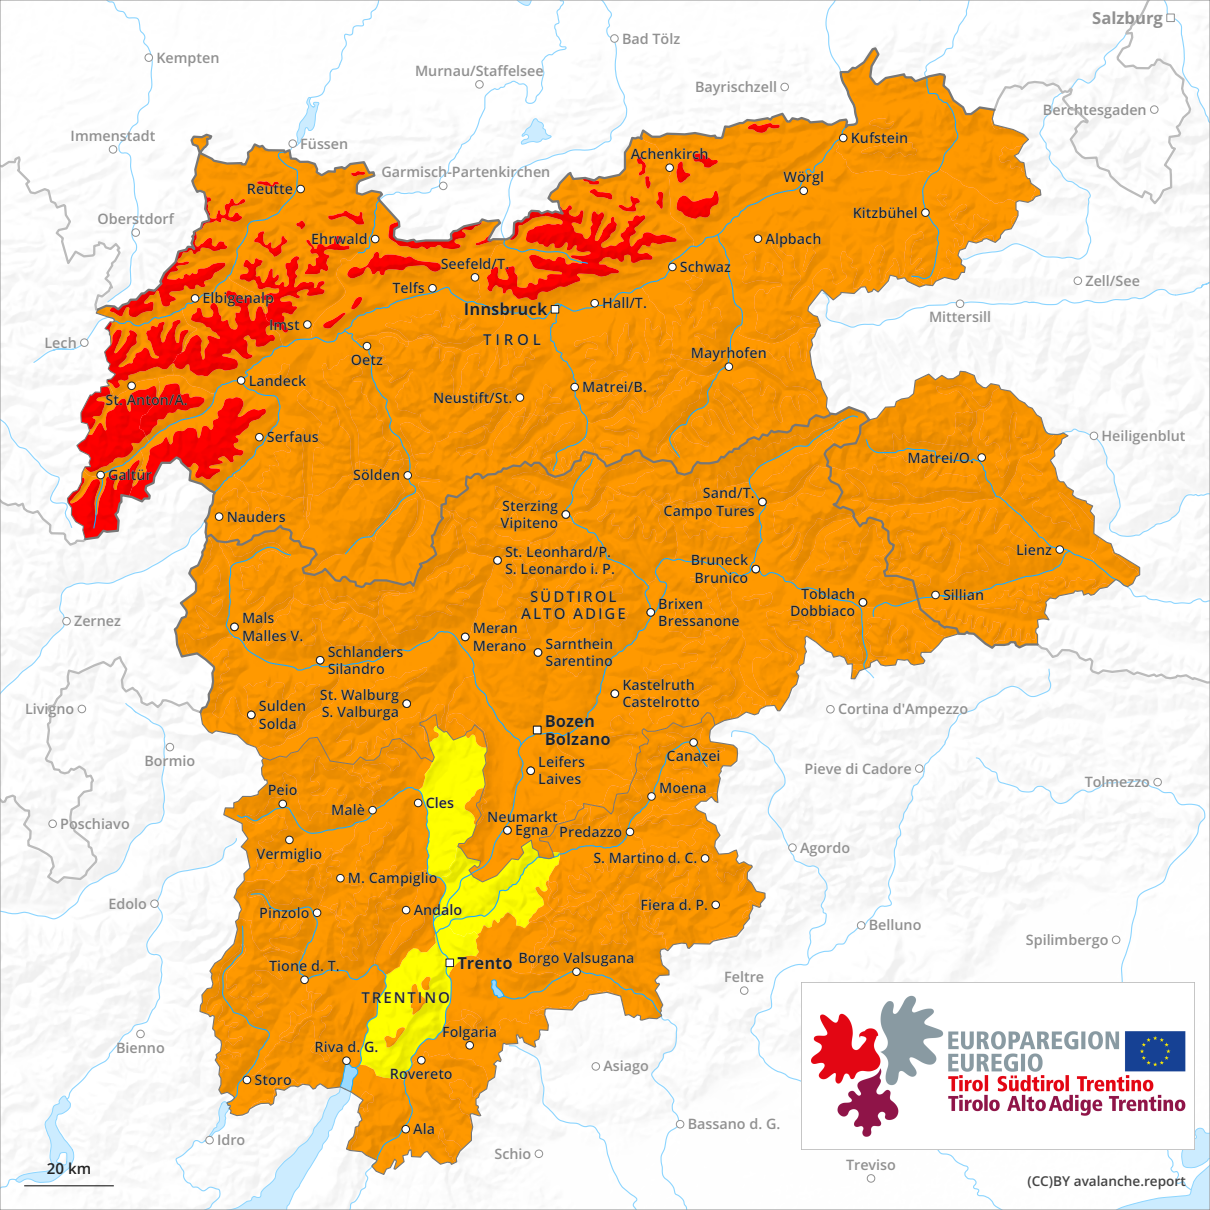 Salzburg
Bad Tölz
Kempten
Murnau/Staffelsee
Bayrischzell
Berchtesgaden
Immenstadt
Füssen
Kufstein
Achenkirch
Garmisch-Partenkirchen
Wörgl
Reutte
Oberstdorf
Kitzbühel
Ehrwald
Alpbach
Seefeld/T.
Schwaz
Zell/See
Telfs
Elbigenalp
Hall/T.
Innsbruck
Mittersill
Imst
TIROL
Lech
Oetz
Mayrhofen
Landeck
Matrei/B.
St. Anton/A.
Neustift/St.
Serfaus
Heiligenblut
Matrei/O.
Galtür
Sölden
Sand/T.
Campo Tures
Sterzing
Vipiteno
Nauders
Lienz
St. Leonhard/P.
S. Leonardo i. P.
Bruneck
Brunico
SÜDTIROL
ALTO ADIGE
Toblach
Dobbiaco
Sillian
Brixen
Bressanone
Zernez
Mals
Malles V.
Meran
Merano
Sarnthein
Sarentino
Schlanders
Silandro
Kastelruth
Castelrotto
St. Walburg
S. Valburga
Sulden
Solda
Livigno
Cortina d'Ampezzo
Bozen
Bolzano
Bormio
Canazei
Leifers
Laives
Pieve di Cadore
Tolmezzo
Peio
Moena
Cles
Malè
Neumarkt
Egna
Predazzo
Poschiavo
Vermiglio
Agordo
S. Martino d. C.
M. Campiglio
Edolo
Fiera d. P.
Pinzolo
Andalo
Belluno
Spilimbergo
Trento
Borgo Valsugana
Tione d. T.
Feltre
TRENTINO
Folgaria
Bienno
Riva d. G.
Rovereto
Asiago
Storo
EUROPAREGION
EUREGIO
Tirol Südtirol Trentino
Tirolo Alto Adige Trentino
Bassano d. G.
Ala
Idro
Schio
Treviso
20 km
(CC)BY avalanche.report